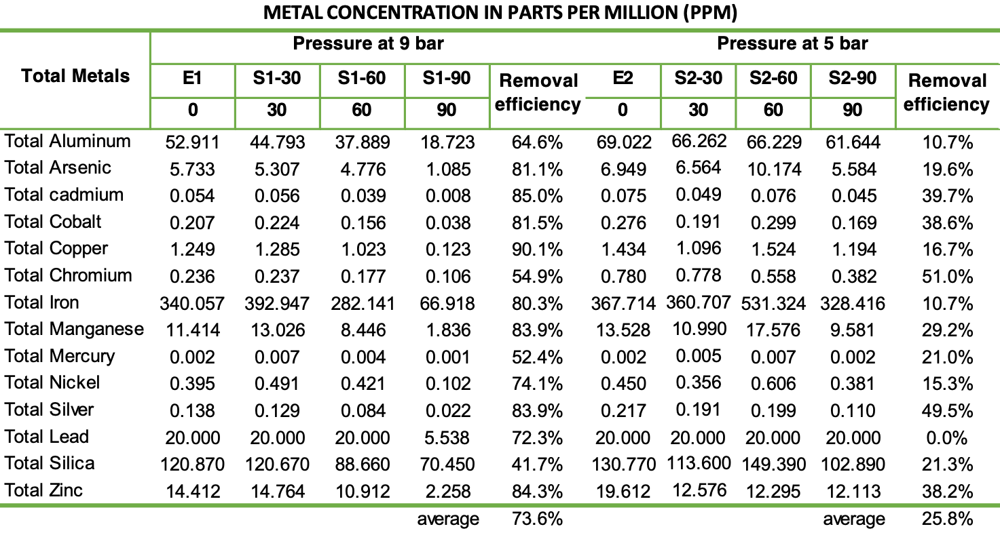 METAL CONCENTRATION IN PARTS PER MILLION (PPM)
Total Metals Pressure at 9 bar Pressure at 5 bar
E1 S1-30 S1-60 S1-90 Removal efficiency E2 S2-30 S2-60 S2-90 Removal efficiency
0 30 60 90 0 30 60 90
Total Aluminum 52.911 44.793 37.889 18.723 64.6% 69.022 66.262 66.229 61.644 10.7%
Total Arsenic 5.733 5.307 4.776 1.085 81.1% 6.949 6.564 10.174 5.584 19.6%
Total cadmium 0.054 0.056 0.039 0.008 85.0% 0.075 0.049 0.076 0.045 39.7%
Total Cobalt 0.207 0.224 0.156 0.038 81.5% 0.276 0.191 0.299 0.169 38.6%
Total Copper 1.249 1.285 1.023 0.123 90.1% 1.434 1.096 1.524 1.194 16.7%
Total Chromium 0.236 0.237 0.177 0.106 54.9% 0.780 0.778 0.558 0.382 51.0%
Total Iron 340.057 392.947 282.141 66.918 80.3% 367.714 360.707 531.324 328.416 10.7%
Total Manganese 11.414 13.026 8.446 1.836 83.9% 13.528 10.990 17.576 9.581 29.2%
Total Mercury 0.002 0.007 0.004 0.001 52.4% 0.002 0.005 0.007 0.002 21.0%
Total Nickel 0.395 0.491 0.421 0.102 74.1% 0.450 0.356 0.606 0.381 15.3%
Total Silver 0.138 0.129 0.084 0.022 83.9% 0.217 0.191 0.199 0.110 49.5%
Total Lead 20.000 20.000 20.000 5.538 72.3% 20.000 20.000 20.000 20.000 0.0%
Total Silica 120.870 120.670 88.660 70.450 41.7% 130.770 113.600 149.390 102.890 21.3%
Total Zinc 14.412 14.764 10.912 2.258 84.3% 19.612 12.576 12.295 12.113 38.2%
average 73.6% average 25.8%